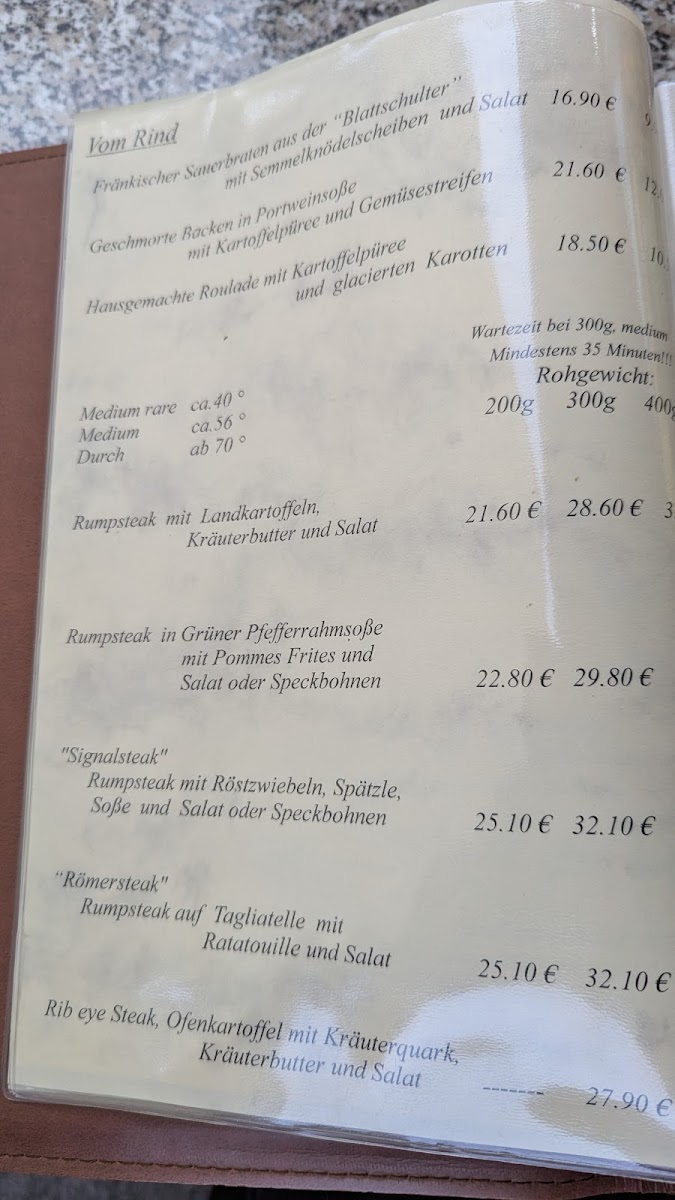 Vom Rind
Fränkischer Sauerbraten aus der "Blattschulter"
mit Semmelknödelscheiben und Salat 16.90 €
Geschmorte Backen in Portweinsoße
mit Kartoffelpüree und Gemüsestreifen 21.60 €
Hausgemachte Roulade mit Kartoffelpüree
und glacierten Karotten 18.50 €
Wartezeit bei 300g, medium
Mindestens 35 Minuten!!!
Rohgewicht:
200g 300g 400g
Medium rare ca.40 °
Medium ca.56 °
Durch ab 70 °
Rumpsteak mit Landkartoffeln,
Kräuterbutter und Salat 21.60 € 28.60 €
Rumpsteak in Grüner Pfefferrahmsoße
mit Pommes Frites und
Salat oder Speckbohnen 22.80 € 29.80 €
"Signalsteak"
Rumpsteak mit Röstzwiebeln, Spätzle,
Soße und Salat oder Speckbohnen 25.10 € 32.10 €
"Römersteak"
Rumpsteak auf Tagliatelle mit
Ratatouille und Salat 25.10 € 32.10 €
Rib eye Steak, Ofenkartoffel mit Kräuterquark,
Kräuterbutter und Salat ------- 27.90 €